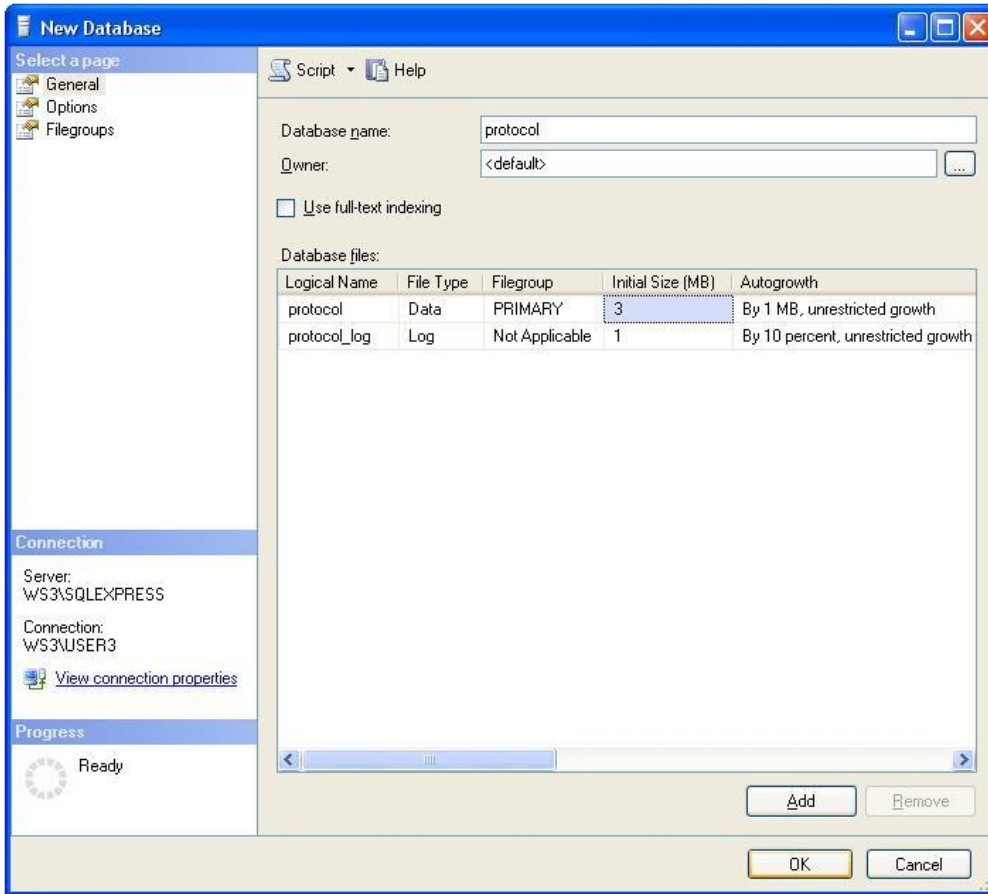 New Database
Select a page
General
Options
Filegroups
Script Help
Database name: protocol
Owner: <default> ...
Use full-text indexing
Database files:
Logical Name File Type Filegroup Initial Size (MB) Autogrowth
protocol Data PRIMARY 3 By 1 MB, unrestricted growth
protocol_log Log Not Applicable 1 By 10 percent, unrestricted growth
Connection
Server:
WS3\SQLEXPRESS
Connection:
WS3\USER3
View connection properties
Progress
Ready
Add Remove
OK Cancel